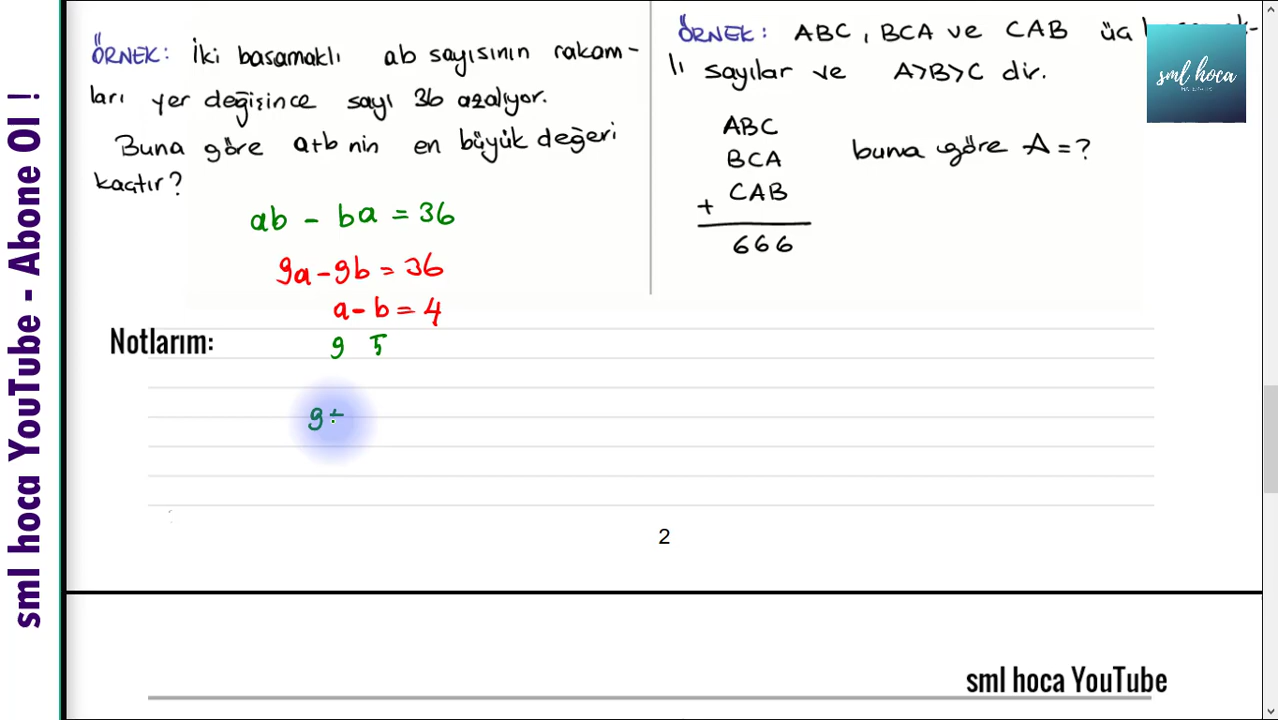 sml hoca YouTube - Abone Ol !
ÖRNEK: İki basamaklı ab sayısının rakam-
ları yer değişince sayı 36 azalıyor.
Buna göre a+b nin en büyük değeri
kaçtır?
ab - ba = 36
9a - 9b = 36
a - b = 4
9 5
9 +
ÖRNEK: ABC, BCA ve CAB
lı sayılar ve A>B>C dir.
ABC
BCA
+ CAB
666
buna göre A = ?
sml hoca
Notlarım:
2
sml hoca YouTube